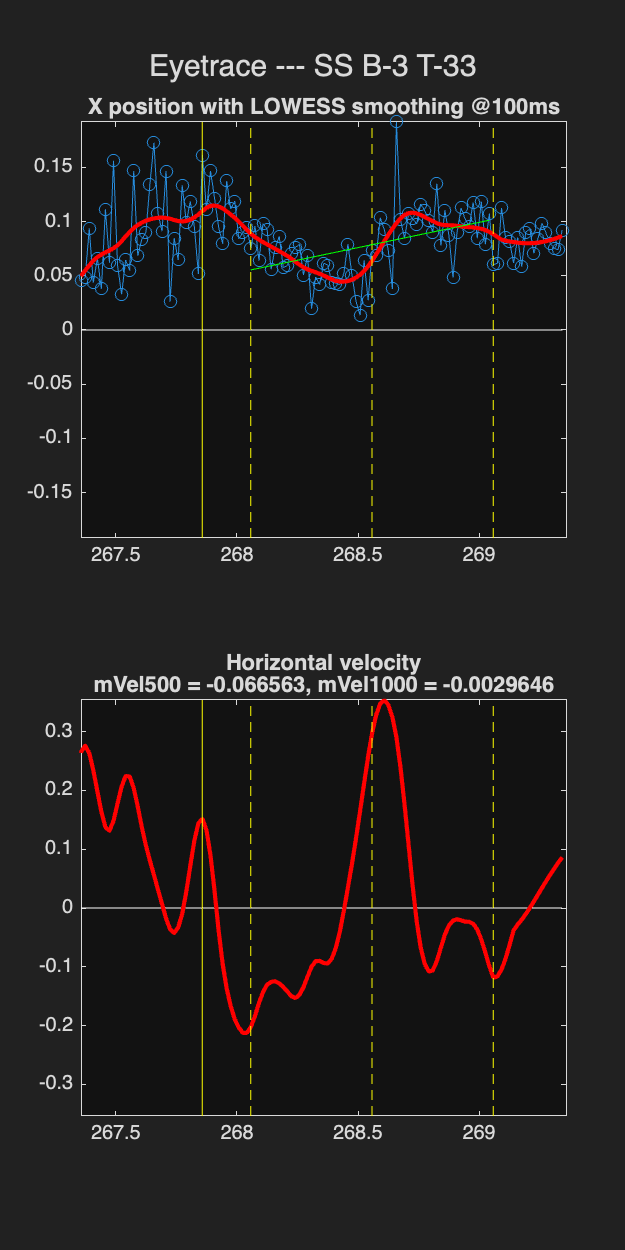 Eyetrace --- SS B-3 T-33
X position with LOWESS smoothing @100ms
0.15
0.1
0.05
0
-0.05
-0.1
-0.15
267.5 268 268.5 269
Horizontal velocity
mVel500 = -0.066563, mVel1000 = -0.0029646
0.3
0.2
0.1
0
-0.1
-0.2
-0.3
267.5 268 268.5 269